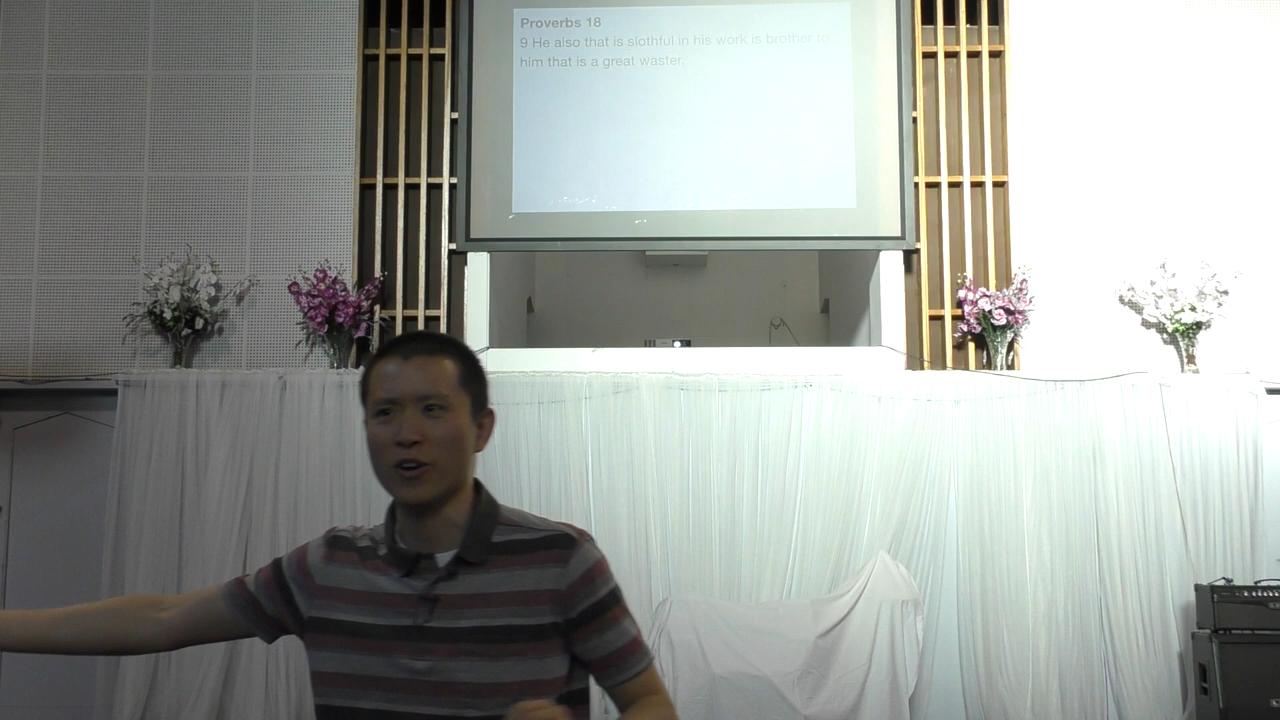 Proverbs 18
9 He also that is slothful in his work is brother to
him that is a great waster.